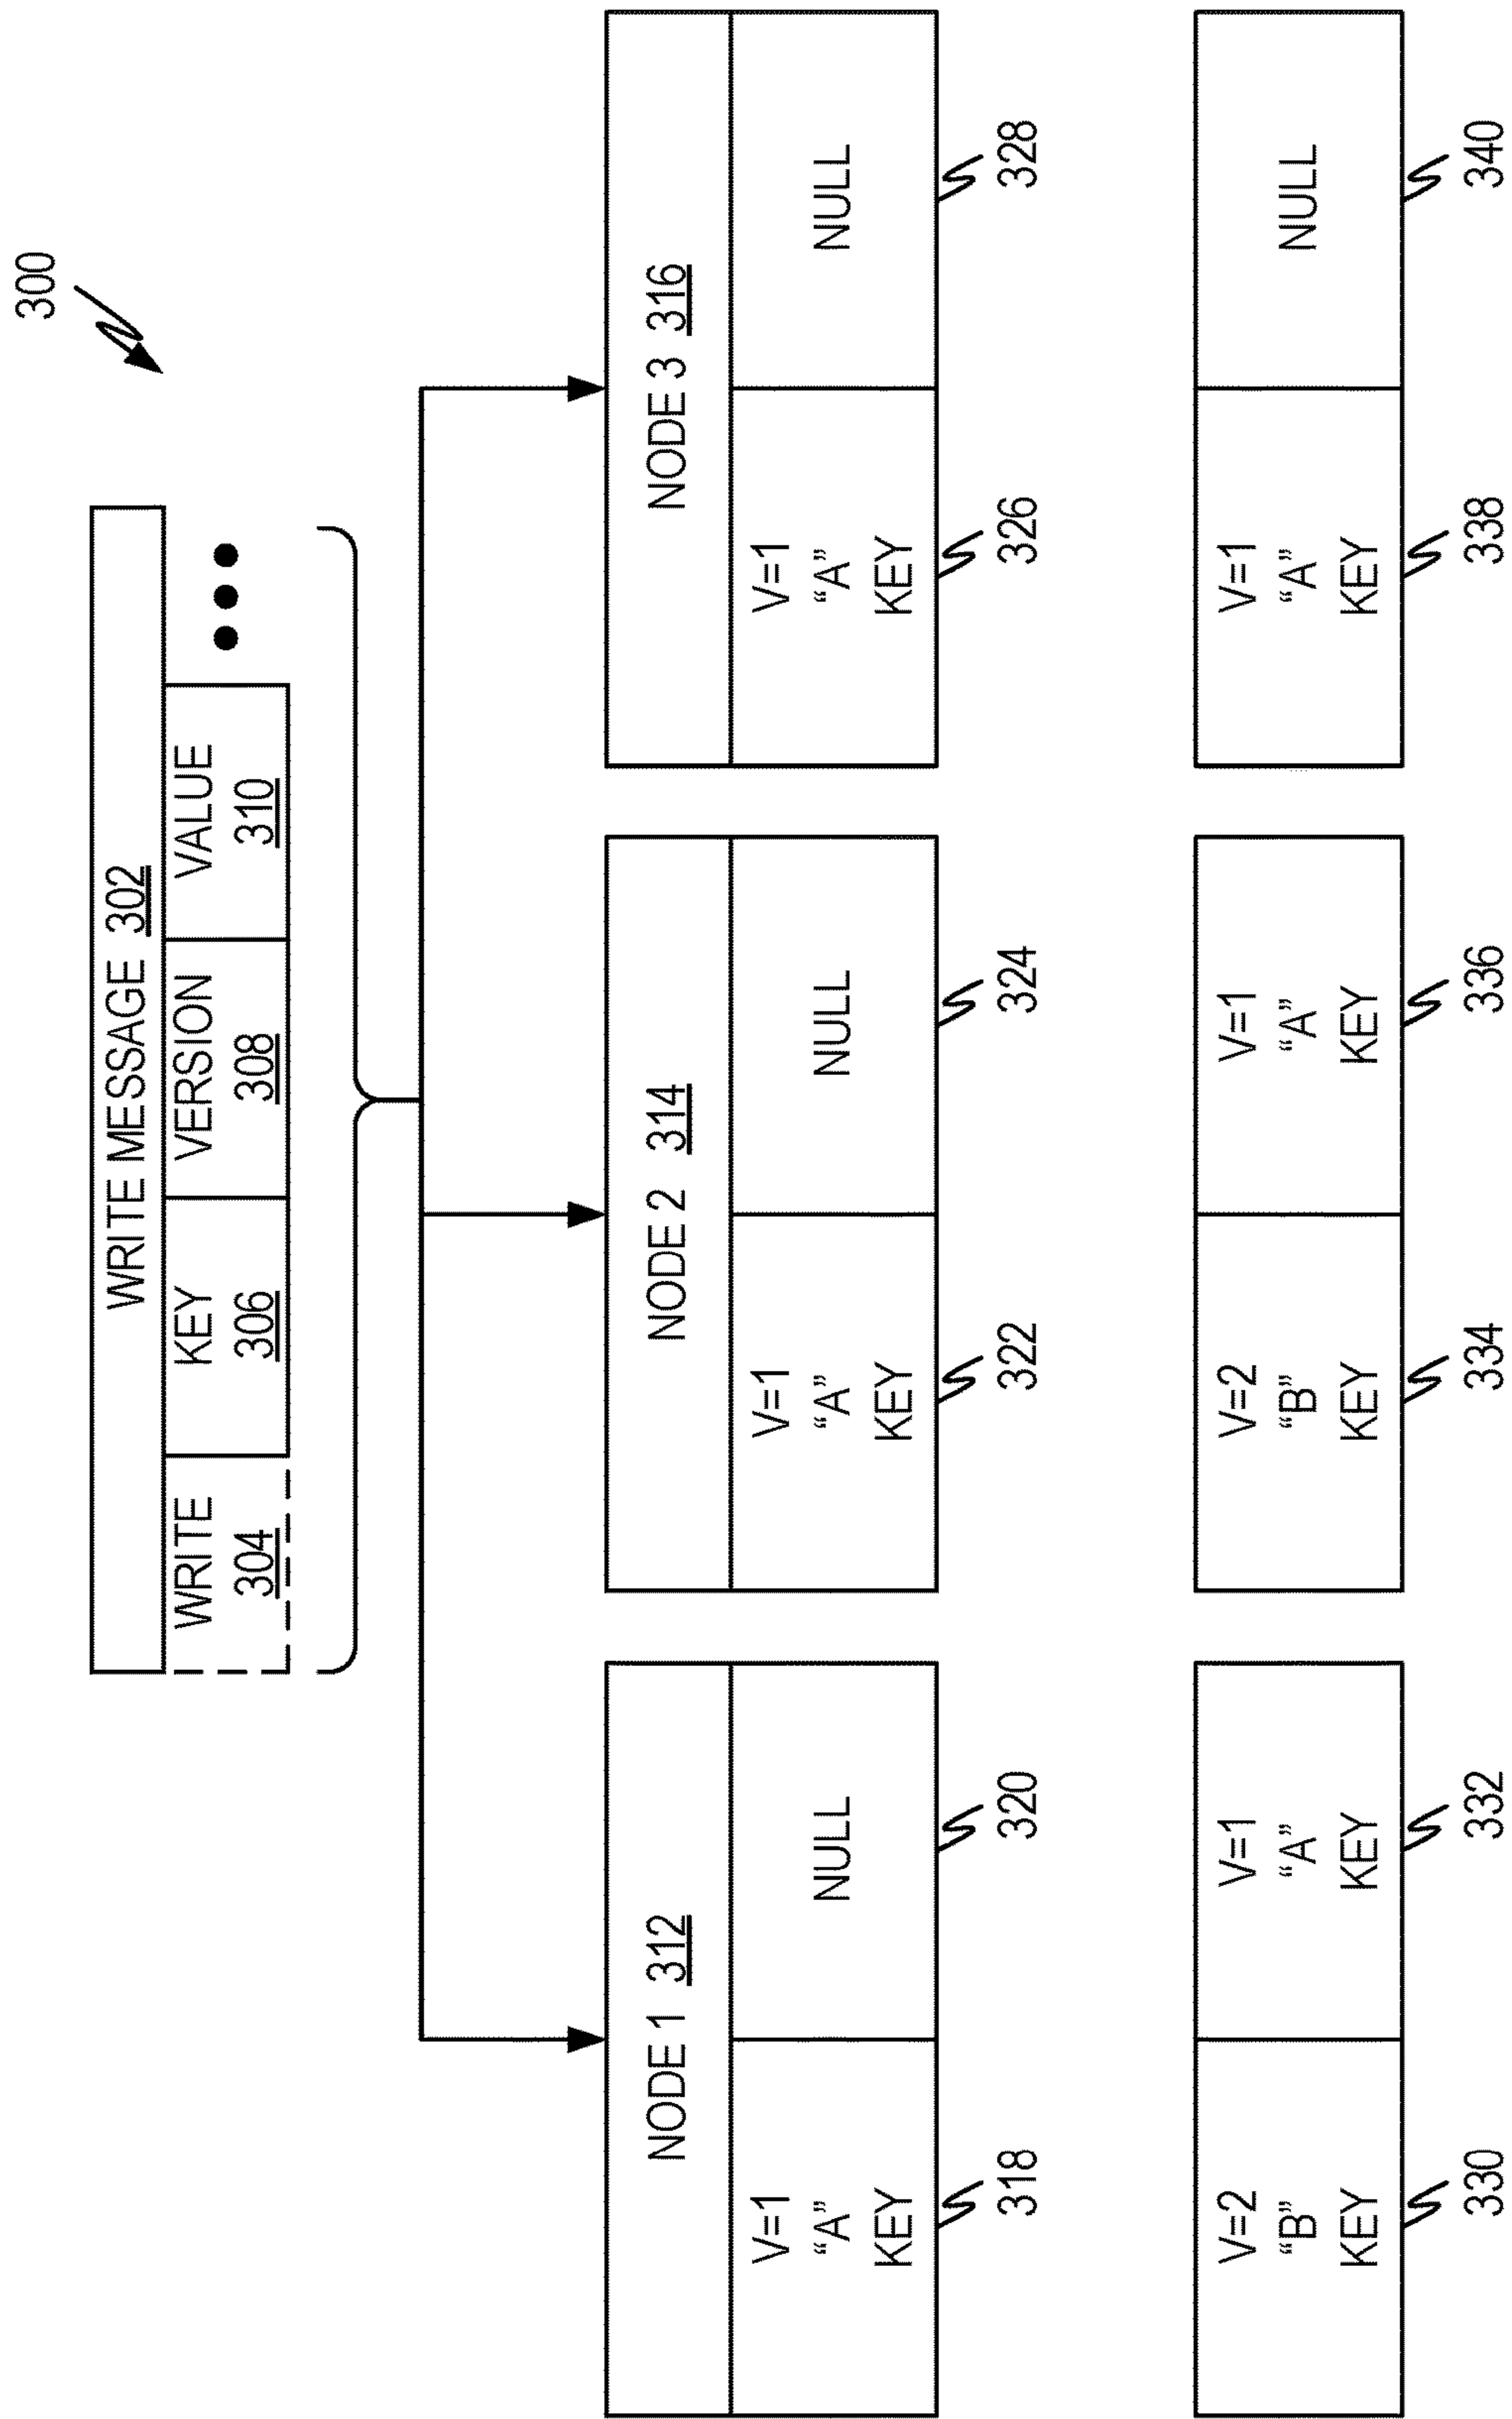 300
WRITE MESSAGE 302
WRITE
304
KEY
306
VERSION
308
VALUE
310
NODE 1 312
V=1
“A”
KEY
318
NULL
320
NODE 2 314
V=1
“A”
KEY
322
NULL
324
NODE 3 316
V=1
“A”
KEY
326
NULL
328
V=2
“B”
KEY
330
V=1
“A”
KEY
332
V=2
“B”
KEY
334
V=1
“A”
KEY
336
V=1
“A”
KEY
338
NULL
340